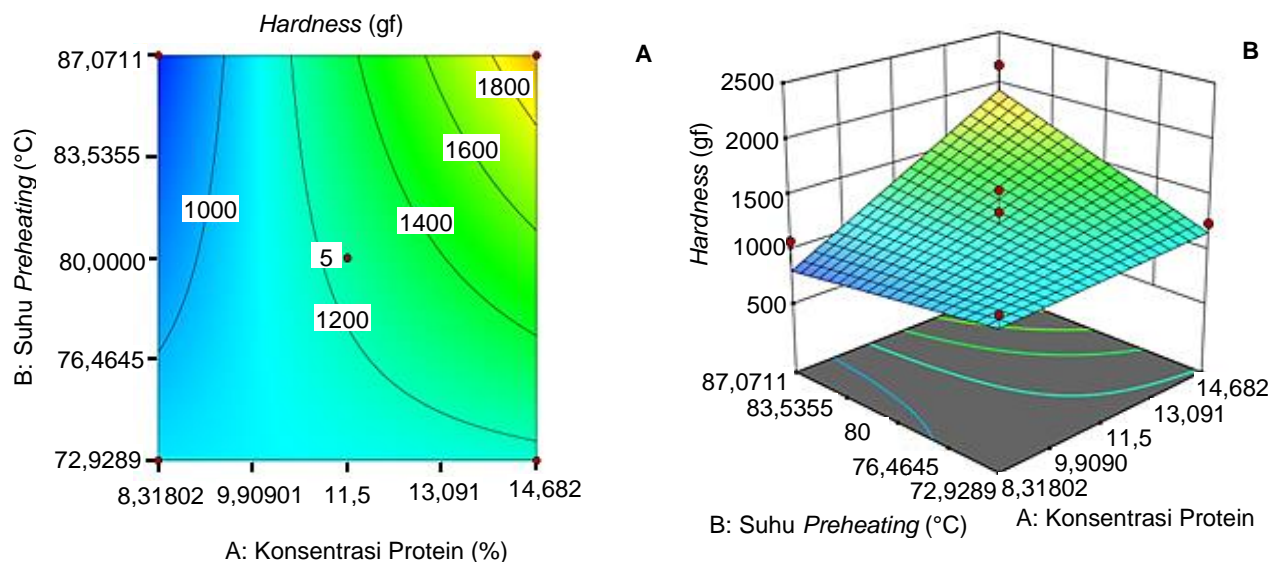 Hardness (gf)
87,0711
83,5355
80,0000
76,4645
72,9289
B: Suhu Preheating (°C)
1800
1600
1400
1200
1000
5
8,31802 9,90901 11,5 13,091 14,682
A: Konsentrasi Protein (%)
A
B
2500
2000
1500
1000
500
Hardness (gf)
87,0711
83,5355
80
76,4645
72,9289
B: Suhu Preheating (°C)
14,682
13,091
11,5
9,9090
8,31802
A: Konsentrasi Protein